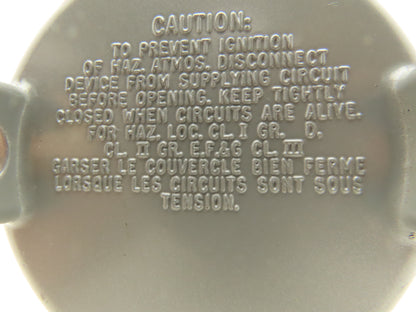 CAUTION:
TO PREVENT IGNITION
OF HAZ. ATMOS. DISCONNECT
DEVICE FROM SUPPLYING CIRCUIT
BEFORE OPENING. KEEP TIGHTLY
CLOSED WHEN CIRCUITS ARE ALIVE.
FOR HAZ. LOC. CL. I GR. D,
CL. II GR. E,F,&G CL. III
GARSER LE COUVERCLE BIEN FERME
LORSQUE LES CIRCUITS SONT SOUS
TENSION.